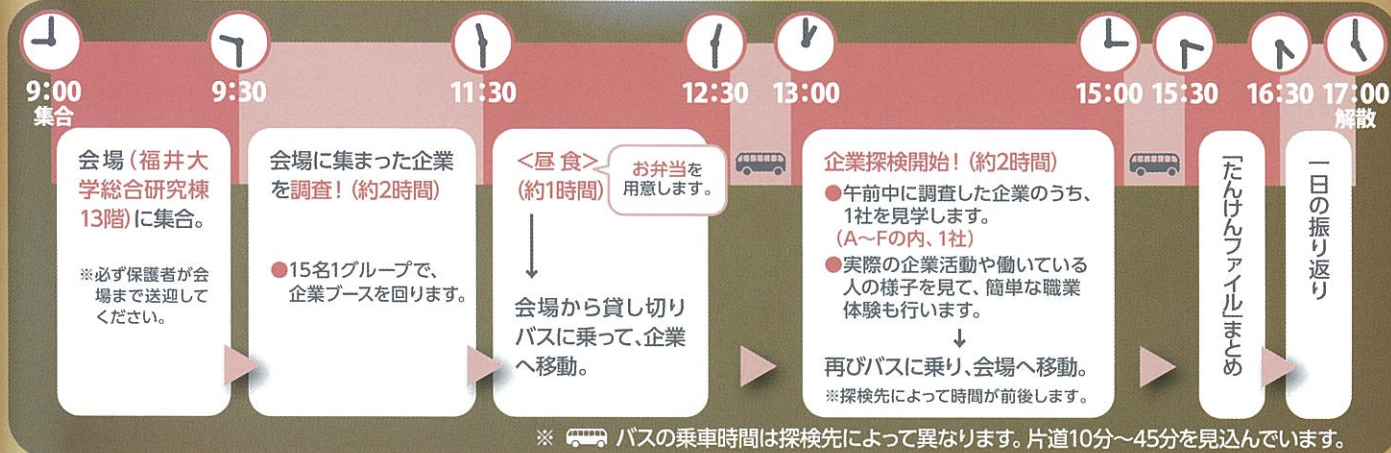 9:00
集合
9:30
11:30
12:30
13:00
15:00
15:30
16:30
17:00
解散
会場(福井大
学総合研究棟
13階)に集合。
※必ず保護者が会
場まで送迎して
ください。
会場に集まった企業
を調査!(約2時間)
●15名1グループで、
企業ブースを回ります。
<昼食>
(約1時間)
お弁当を
用意します。
↓
会場から貸し切り
バスに乗って、企業
へ移動。
企業探検開始!(約2時間)
●午前中に調査した企業のうち、
1社を見学します。
(A〜Fの内、1社)
●実際の企業活動や働いている
人の様子を見て、簡単な職業
体験も行います。
↓
再びバスに乗り、会場へ移動。
※探検先によって時間が前後します。
「たんけんファイル」まとめ
一日の振り返り
※ バスの乗車時間は探検先によって異なります。片道10分〜45分を見込んでいます。